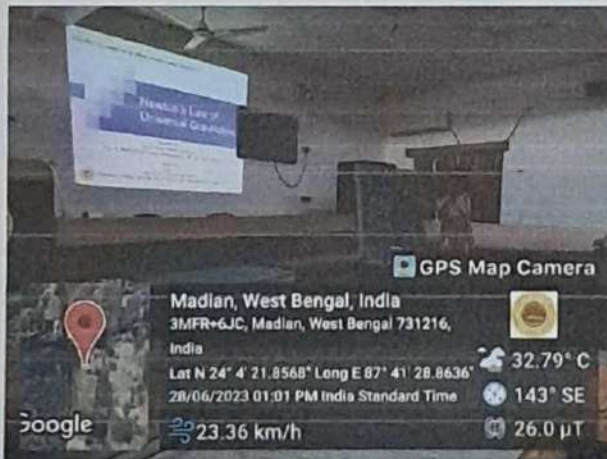 Newton's Law of
Universal Gravitation
GPS Map Camera
Madian, West Bengal, India
3MFR+6JC, Madian, West Bengal 731216,
India
Lat N 24° 4' 21.8568" Long E 87° 41' 28.8636"
28/06/2023 01:01 PM India Standard Time
Google
23.36 km/h
32.79° C
143° SE
26.0 μT